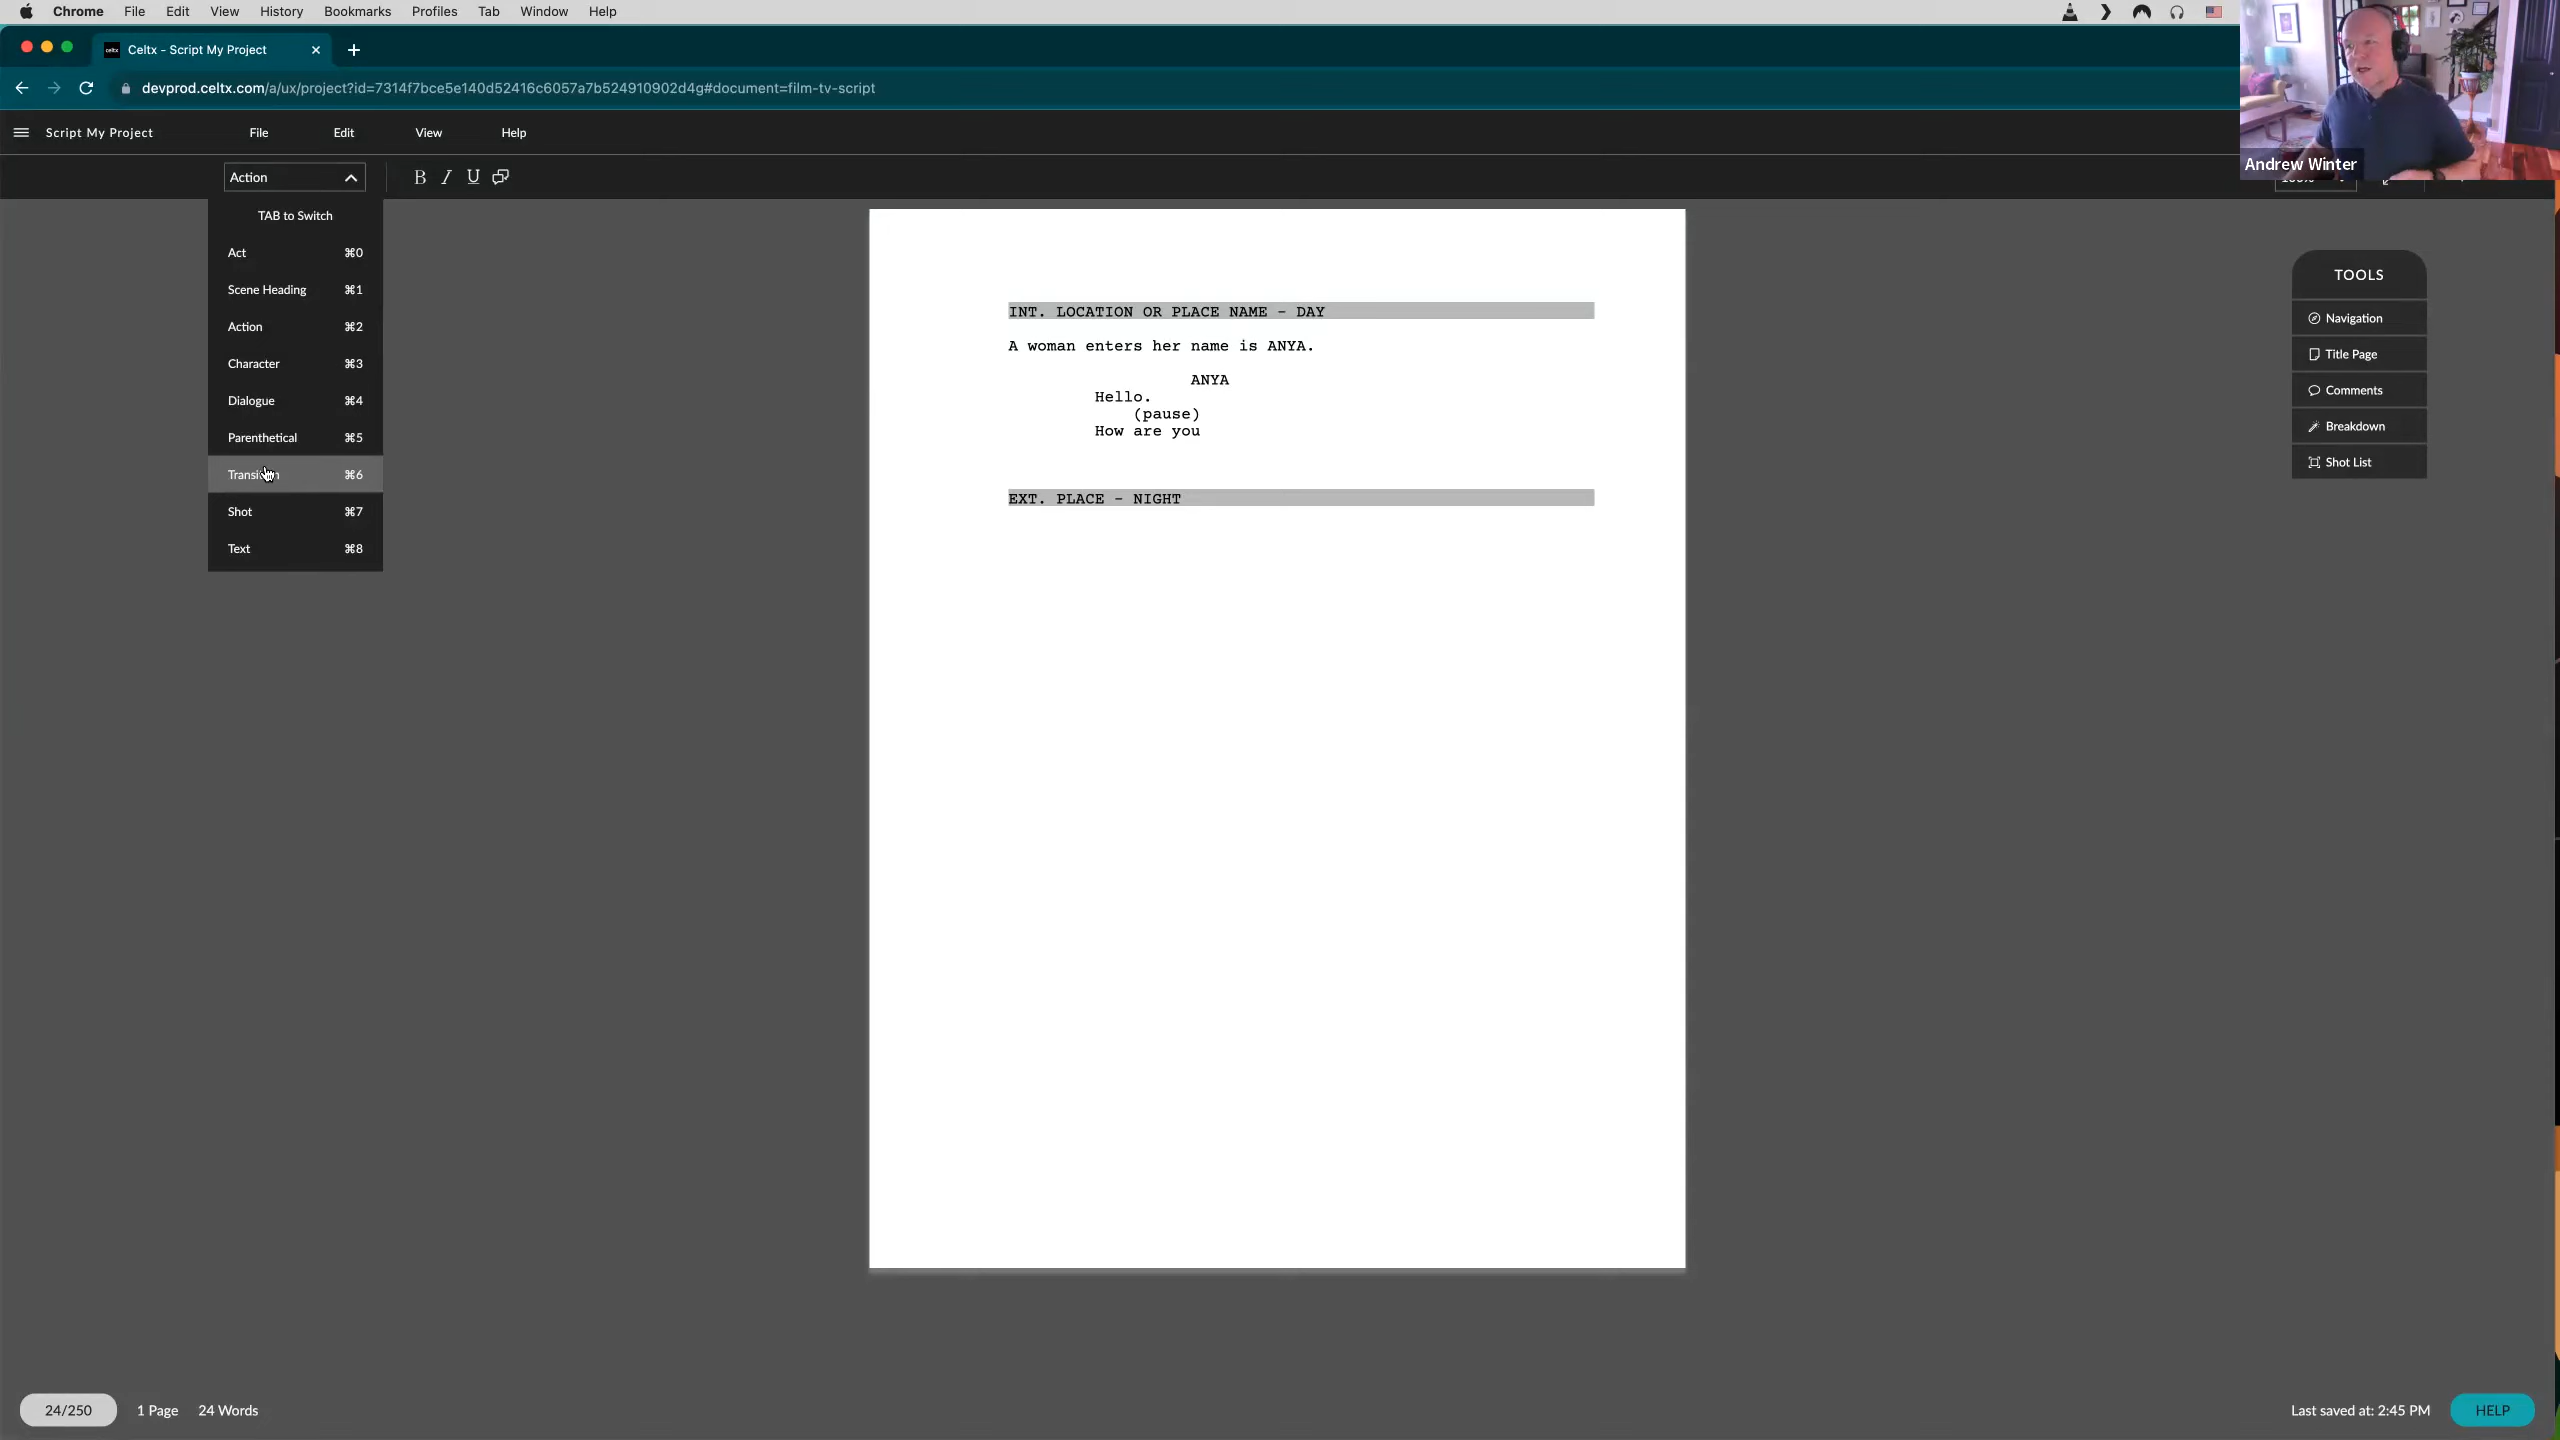 Chrome File Edit View History Bookmarks Profiles Tab Window Help
celtx Celtx - Script My Project
devprod.celtx.com/a/ux/project?id=7314f7bce5e140d52416c6057a7b524910902d4g#document=film-tv-script
Andrew Winter
Script My Project File Edit View Help
Action B I U
TAB to Switch
Act ⌘0
Scene Heading ⌘1
Action ⌘2
Character ⌘3
Dialogue ⌘4
Parenthetical ⌘5
Transition ⌘6
Shot ⌘7
Text ⌘8
INT. LOCATION OR PLACE NAME - DAY
A woman enters her name is ANYA.
ANYA
Hello.
(pause)
How are you
EXT. PLACE - NIGHT
TOOLS
Navigation
Title Page
Comments
Breakdown
Shot List
24/250 1 Page 24 Words
Last saved at: 2:45 PM HELP